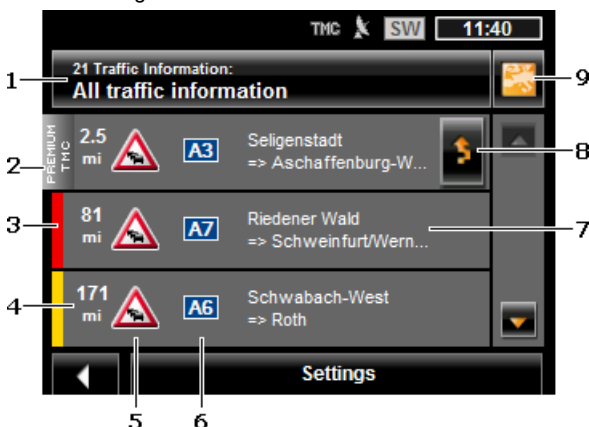 TMC SW 11:40
21 Traffic Information:
All traffic information
1
9
PREMIUM
TMC
2.5
mi
A3
Seligenstadt
=> Aschaffenburg-W...
2
8
81
mi
A7
Riedener Wald
=> Schweinfurt/Wern...
3
7
171
mi
A6
Schwabach-West
=> Roth
4
Settings
5 6